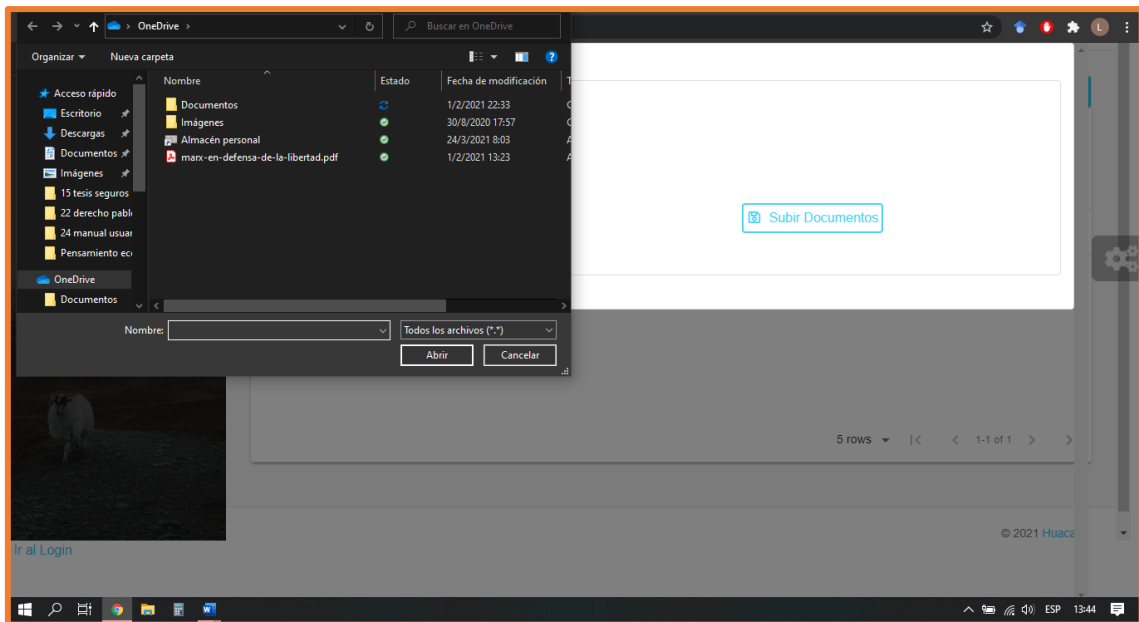 OneDrive
Buscar en OneDrive
L
Organizar
Nueva carpeta
?
Nombre
Estado
Fecha de modificación
T
Acceso rápido
Escritorio
Descargas
Documentos
Imágenes
15 tesis seguros
22 derecho pabl
24 manual usuar
Pensamiento ec
OneDrive
Documentos
Documentos
1/2/2021 22:33
C
Imágenes
30/8/2020 17:57
C
Almacén personal
24/3/2021 8:03
A
marx-en-defensa-de-la-libertad.pdf
1/2/2021 13:23
A
Nombre:
Todos los archivos (*.*)
Abrir
Cancelar
Subir Documentos
5 rows
1-1 of 1
© 2021 Huaca
Ir al Login
ESP
13:44